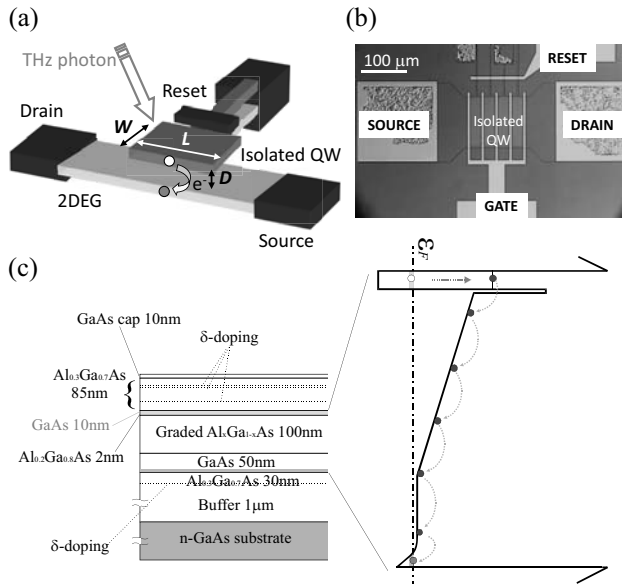 (a)
THz photon
Reset
Drain
W
L
Isolated QW
D
e-
2DEG
Source
(b)
100 μm
RESET
SOURCE
Isolated
QW
DRAIN
GATE
(c)
εF
GaAs cap 10nm
δ-doping
Al0.3Ga0.7As
85nm
GaAs 10nm
Graded AlxGa1-xAs 100nm
Al0.2Ga0.8As 2nm
GaAs 50nm
Al0.3Ga0.7As 30nm
Buffer 1μm
δ-doping
n-GaAs substrate